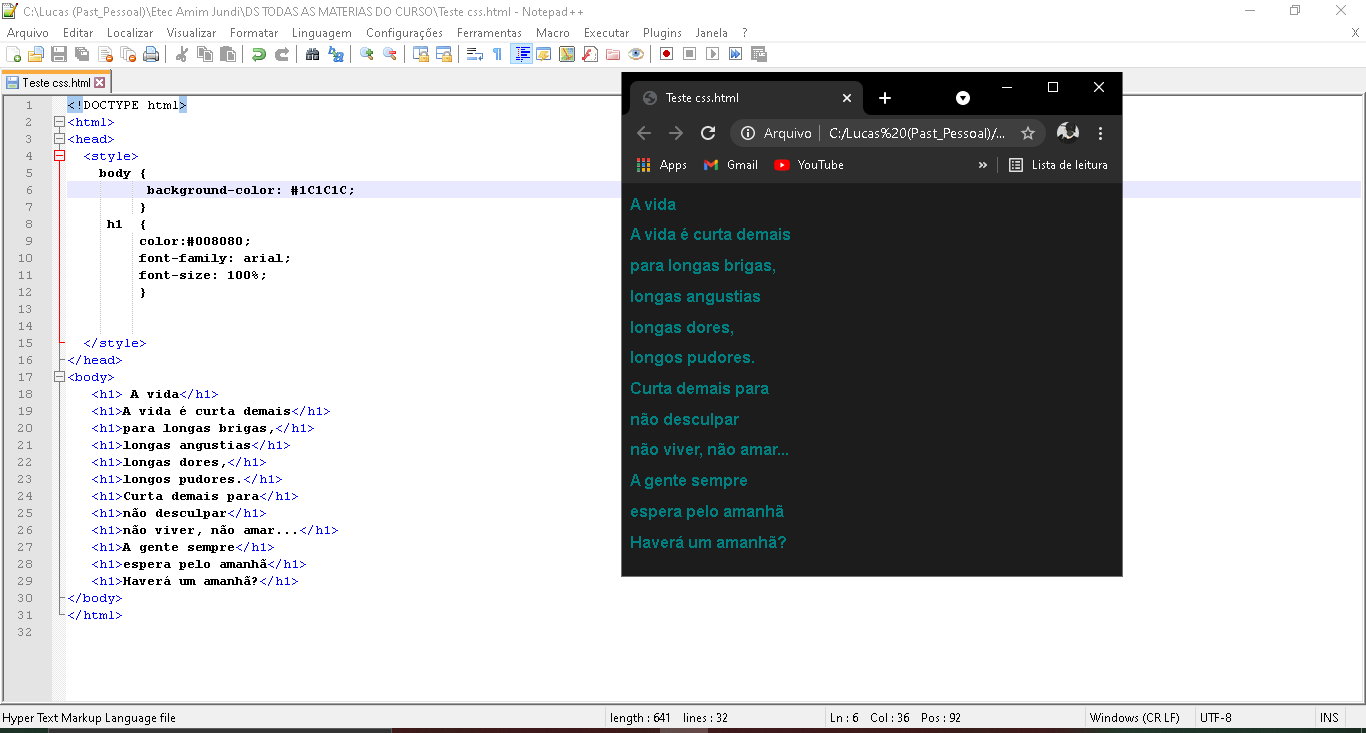 C:\Lucas (Past_Pessoal)\Etec Amim Jundi\DS TODAS AS MATERIAS DO CURSO\Teste css.html - Notepad++
Arquivo Editar Localizar Visualizar Formatar Linguagem Configurações Ferramentas Macro Executar Plugins Janela ? X
Teste css.html
1 <!DOCTYPE html>
2 <html>
3 <head>
4 <style>
5 body {
6 background-color: #1C1C1C;
7 }
8 h1 {
9 color:#008080;
10 font-family: arial;
11 font-size: 100%;
12 }
13
14
15 </style>
16 </head>
17 <body>
18 <h1> A vida</h1>
19 <h1>A vida é curta demais</h1>
20 <h1>para longas brigas,</h1>
21 <h1>longas angustias</h1>
22 <h1>longas dores,</h1>
23 <h1>longos pudores.</h1>
24 <h1>Curta demais para</h1>
25 <h1>não desculpar</h1>
26 <h1>não viver, não amar...</h1>
27 <h1>A gente sempre</h1>
28 <h1>espera pelo amanhã</h1>
29 <h1>Haverá um amanhã?</h1>
30 </body>
31 </html>
32
Teste css.html
Arquivo C:/Lucas%20(Past_Pessoal)/...
Apps Gmail YouTube » Lista de leitura
A vida
A vida é curta demais
para longas brigas,
longas angustias
longas dores,
longos pudores.
Curta demais para
não desculpar
não viver, não amar...
A gente sempre
espera pelo amanhã
Haverá um amanhã?
Hyper Text Markup Language file length : 641 lines : 32 Ln : 6 Col : 36 Pos : 92 Windows (CR LF) UTF-8 INS